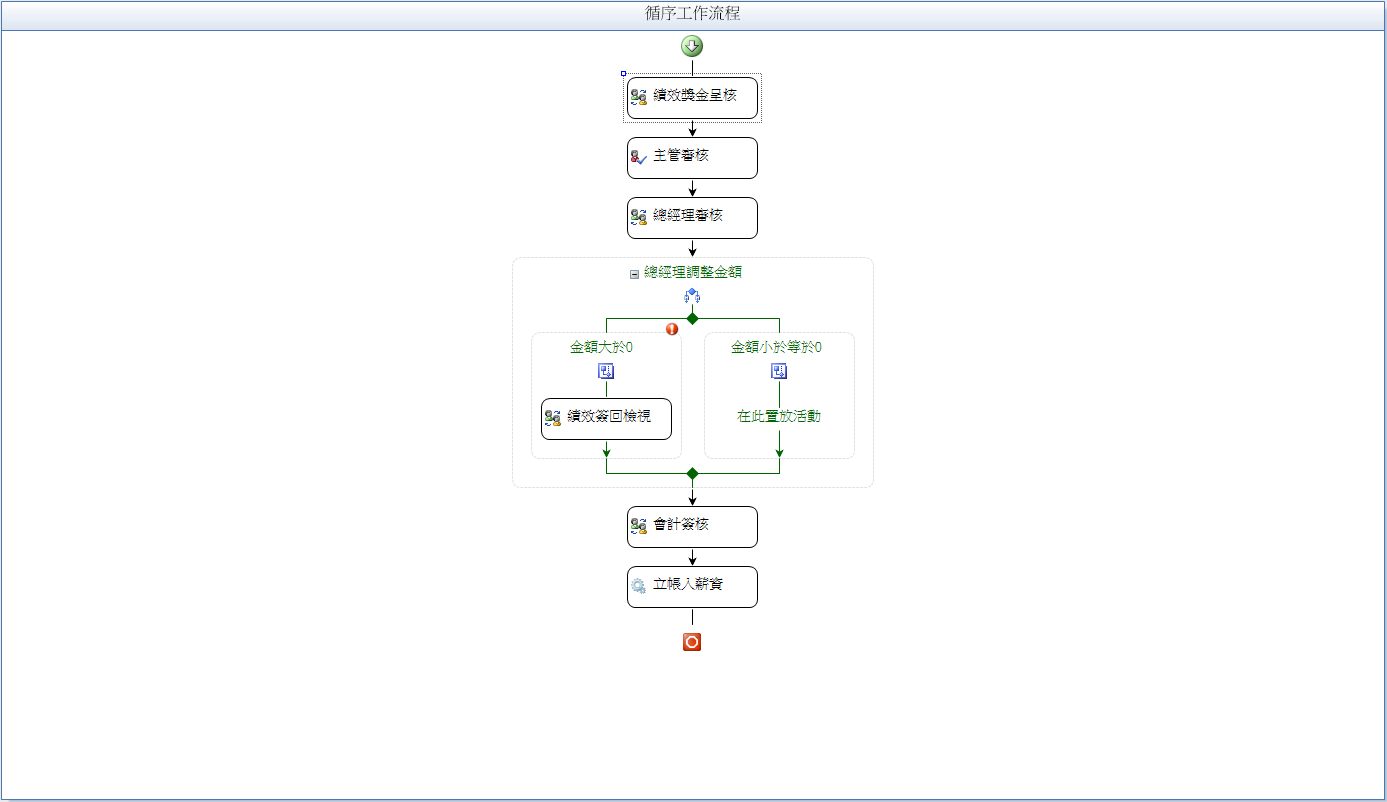 循序工作流程
績效獎金呈核
主管審核
總經理審核
總經理調整金額
金額大於0
金額小於等於0
績效簽回檢視
在此置放活動
會計簽核
立帳入薪資